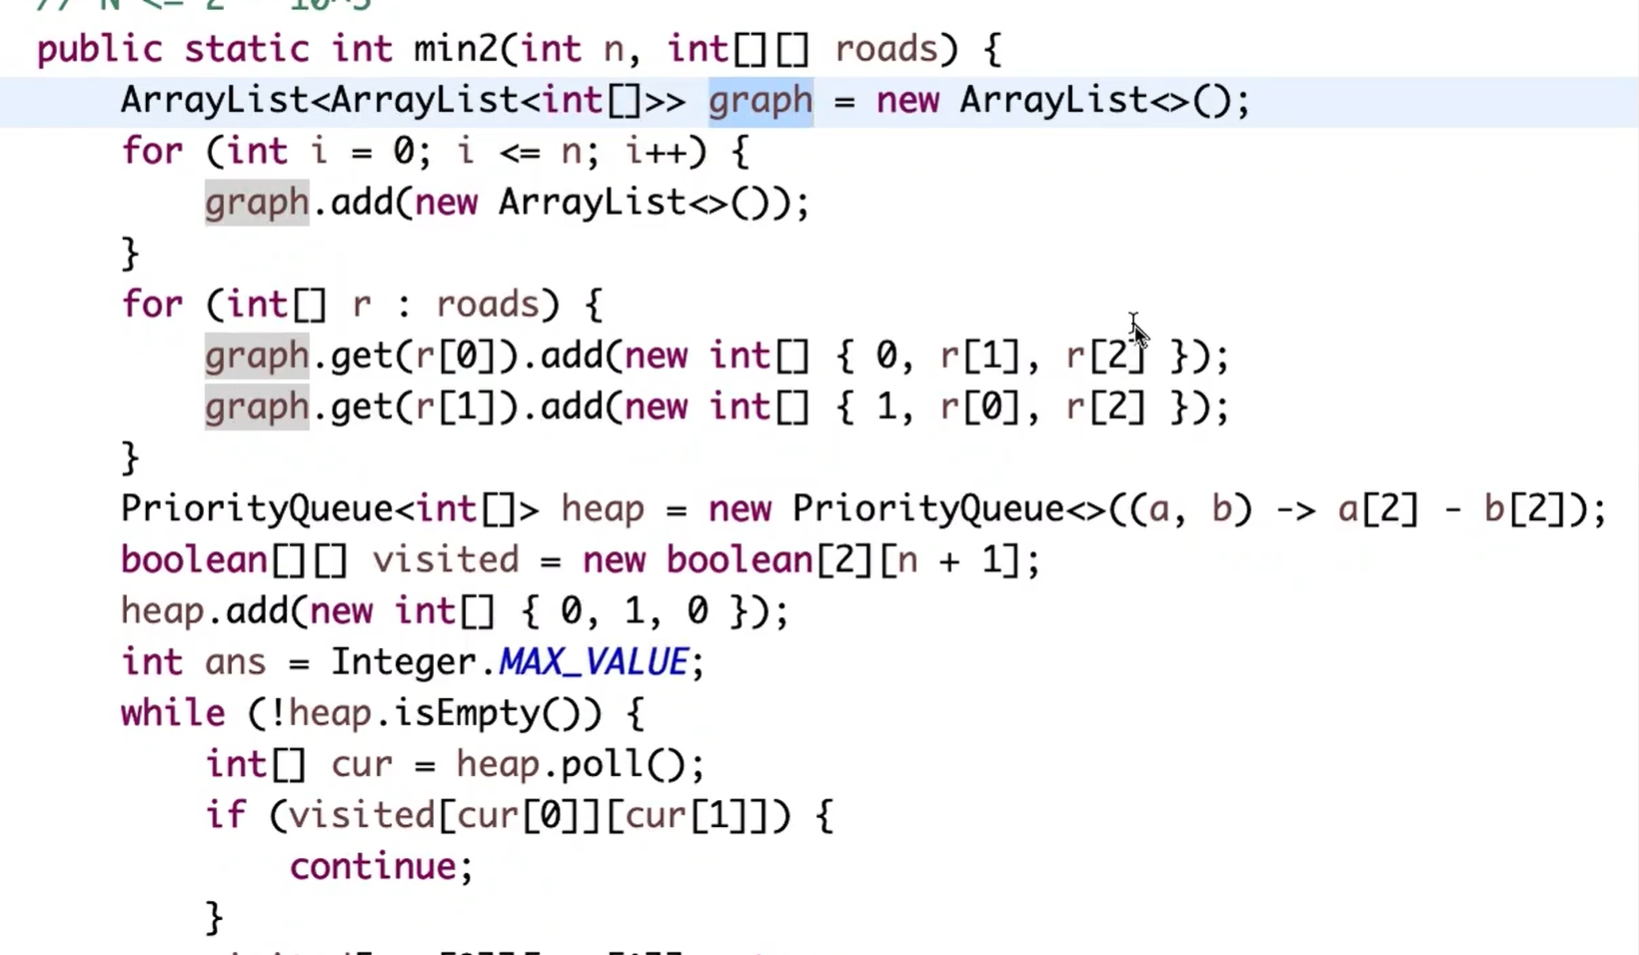 public static int min2(int n, int[][] roads) {
ArrayList<ArrayList<int[]>> graph = new ArrayList<>();
for (int i = 0; i <= n; i++) {
graph.add(new ArrayList<>());
}
for (int[] r : roads) {
graph.get(r[0]).add(new int[] { 0, r[1], r[2] });
graph.get(r[1]).add(new int[] { 1, r[0], r[2] });
}
PriorityQueue<int[]> heap = new PriorityQueue<>((a, b) -> a[2] - b[2]);
boolean[][] visited = new boolean[2][n + 1];
heap.add(new int[] { 0, 1, 0 });
int ans = Integer.MAX_VALUE;
while (!heap.isEmpty()) {
int[] cur = heap.poll();
if (visited[cur[0]][cur[1]]) {
continue;
}